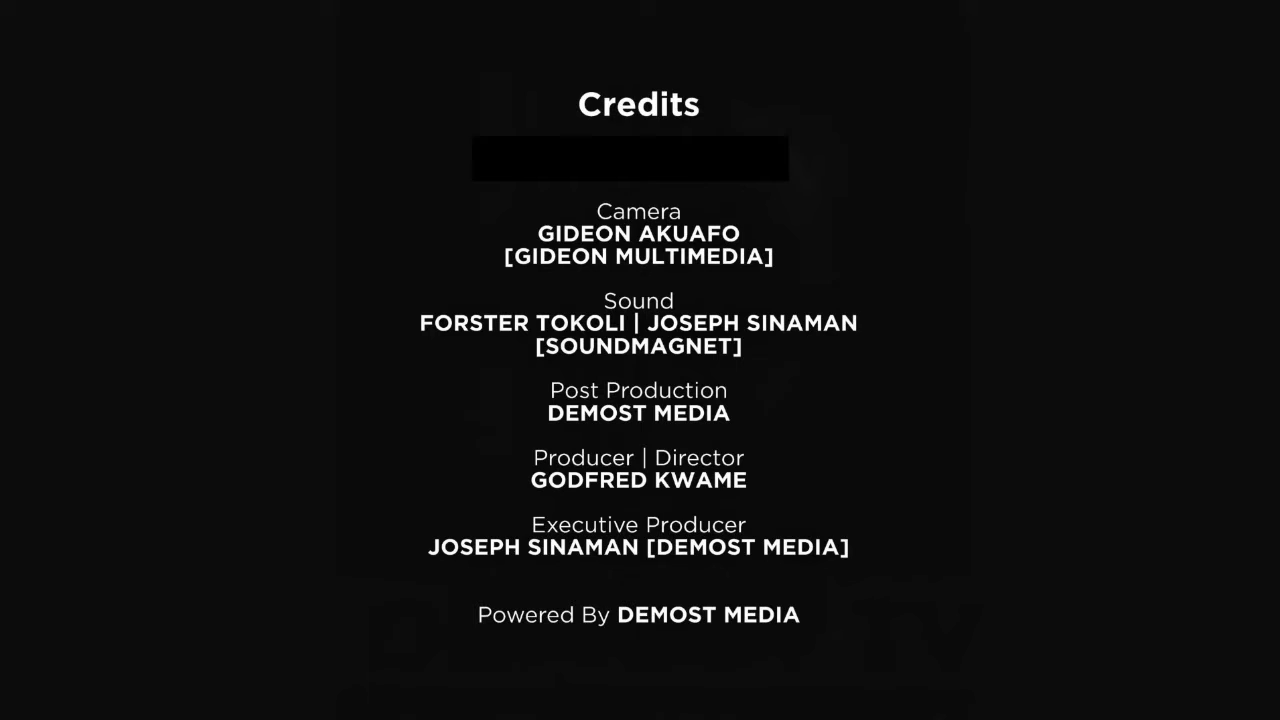 Credits
Camera
GIDEON AKUAFO
[GIDEON MULTIMEDIA]
Sound
FORSTER TOKOLI | JOSEPH SINAMAN
[SOUNDMAGNET]
Post Production
DEMOST MEDIA
Producer | Director
GODFRED KWAME
Executive Producer
JOSEPH SINAMAN [DEMOST MEDIA]
Powered By DEMOST MEDIA